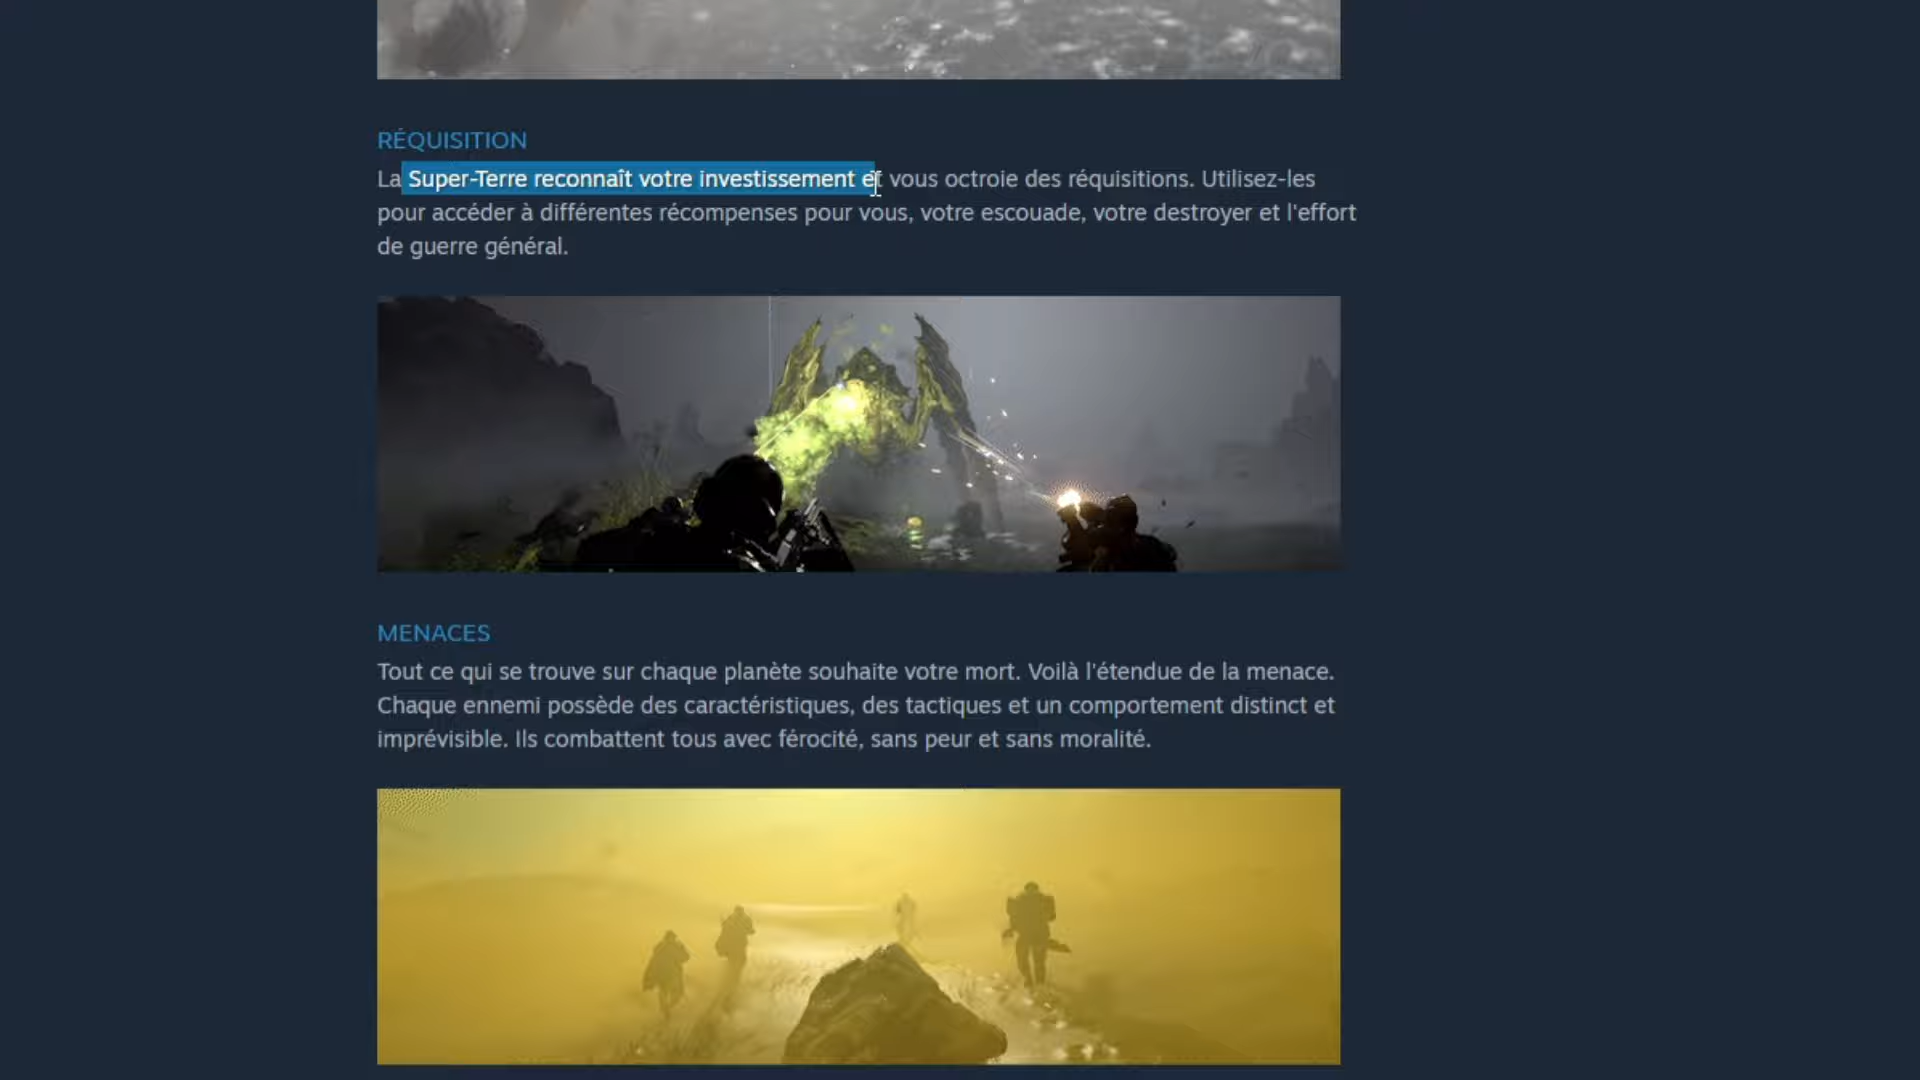 RÉQUISITION
La Super-Terre reconnaît votre investissement et vous octroie des réquisitions. Utilisez-les
pour accéder à différentes récompenses pour vous, votre escouade, votre destroyer et l'effort
de guerre général.
MENACES
Tout ce qui se trouve sur chaque planète souhaite votre mort. Voilà l'étendue de la menace.
Chaque ennemi possède des caractéristiques, des tactiques et un comportement distinct et
imprévisible. Ils combattent tous avec férocité, sans peur et sans moralité.